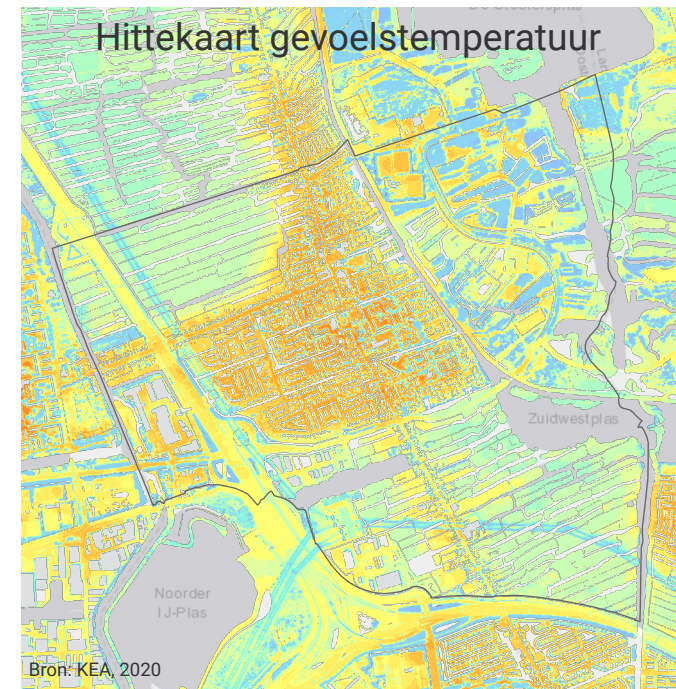 Hittekaart gevoelstemperatuur
Zuidwestplas
Noorder
IJ-Plas
Bron: KEA, 2020